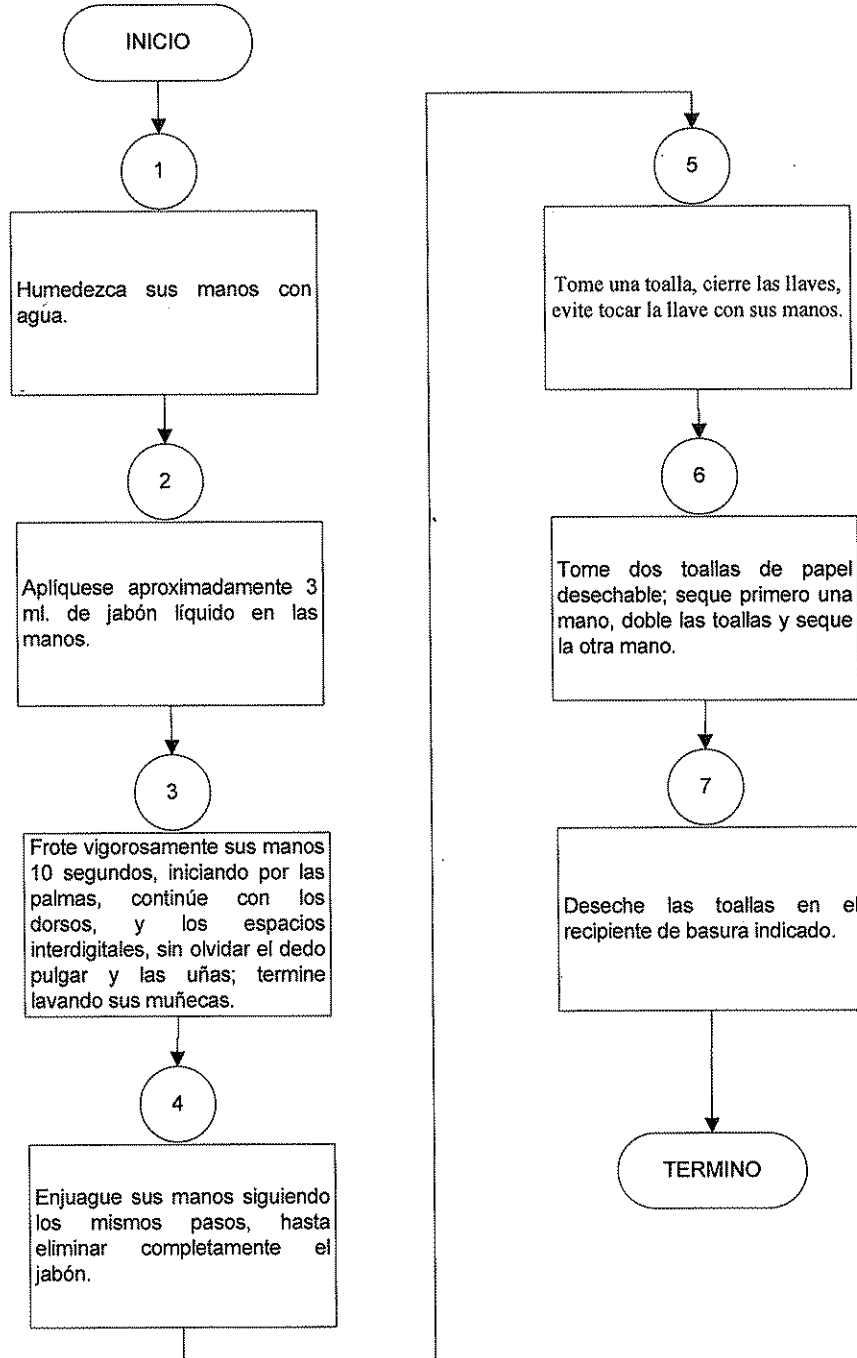 INICIO
1
Humedezca sus manos con
agúa.
2
Aplíquese aproximadamente 3
ml. de jabón líquido en las
manos.
3
Frote vigorosamente sus manos
10 segundos, iniciando por las
palmas, continúe con los
dorsos, y los espacios
interdigitales, sin olvidar el dedo
pulgar y las uñas; termine
lavando sus muñecas.
4
Enjuague sus manos siguiendo
los mismos pasos, hasta
eliminar completamente el
jabón.
5
Tome una toalla, cierre las llaves,
evite tocar la llave con sus manos.
6
Tome dos toallas de papel
desechable; seque primero una
mano, doble las toallas y seque
la otra mano.
7
Deseche las toallas en el
recipiente de basura indicado.
TERMINO